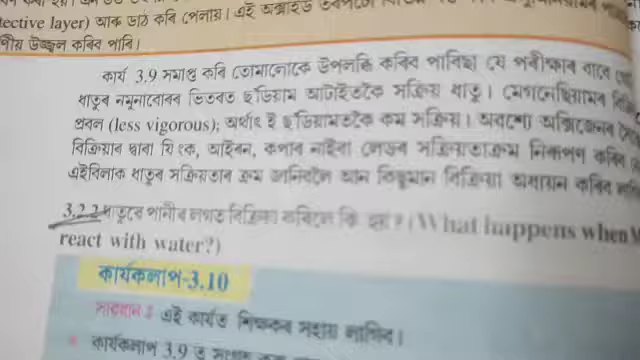 tective layer) আৰু ডাঠ কৰি পেলায়। এই অক্সাইড
উজ্জ্বল কৰিব পাৰি।
কাৰ্য 3.9 সমাপ্ত কৰি তোমালোকে উপলব্ধি কৰিব পাৰিছা যে পৰীক্ষাৰ বাবে
ধাতুৰ নমুনাবোৰৰ ভিতৰত ছডিয়াম আটাইতকৈ সক্ৰিয় ধাতু। মেগনেছিয়ামৰ
প্ৰবল (less vigorous); অৰ্থাৎ ই ছডিয়ামতকৈ কম সক্ৰিয়। অৱশ্যে অক্সিজেনৰ
বিক্ৰিয়াৰ দ্বাৰা যিংক, আইৰন, কপাৰ নাইবা লেডৰ সক্ৰিয়তাক্ৰম নিৰূপণ কৰিব
এইবিলাক ধাতুৰ সক্ৰিয়তাৰ ক্ৰম জানিবলৈ আন কিছুমান বিক্ৰিয়া অধ্যয়ন কৰিব
3.2.2 ধাতুৱে পানীৰ লগত বিক্ৰিয়া কৰিলে কি হয়? (What happens when
react with water?)
কাৰ্যকলাপ-3.10
সাৱধান : এই কাৰ্যত শিক্ষকৰ সহায় লাগিব।
কাৰ্যকলাপ 3.9 ত